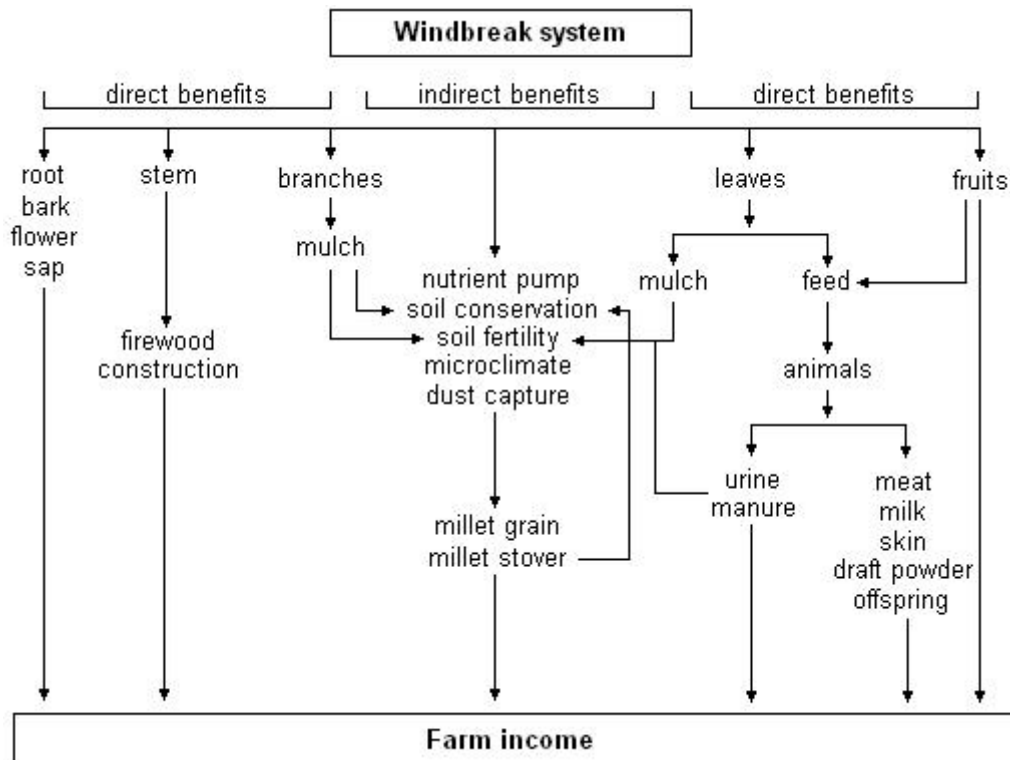 Windbreak system
direct benefits
indirect benefits
direct benefits
root
bark
flower
sap
stem
branches
leaves
fruits
mulch
nutrient pump
soil conservation
soil fertility
microclimate
dust capture
mulch
feed
firewood
construction
animals
urine
manure
meat
milk
skin
draft powder
offspring
millet grain
millet stover
Farm income